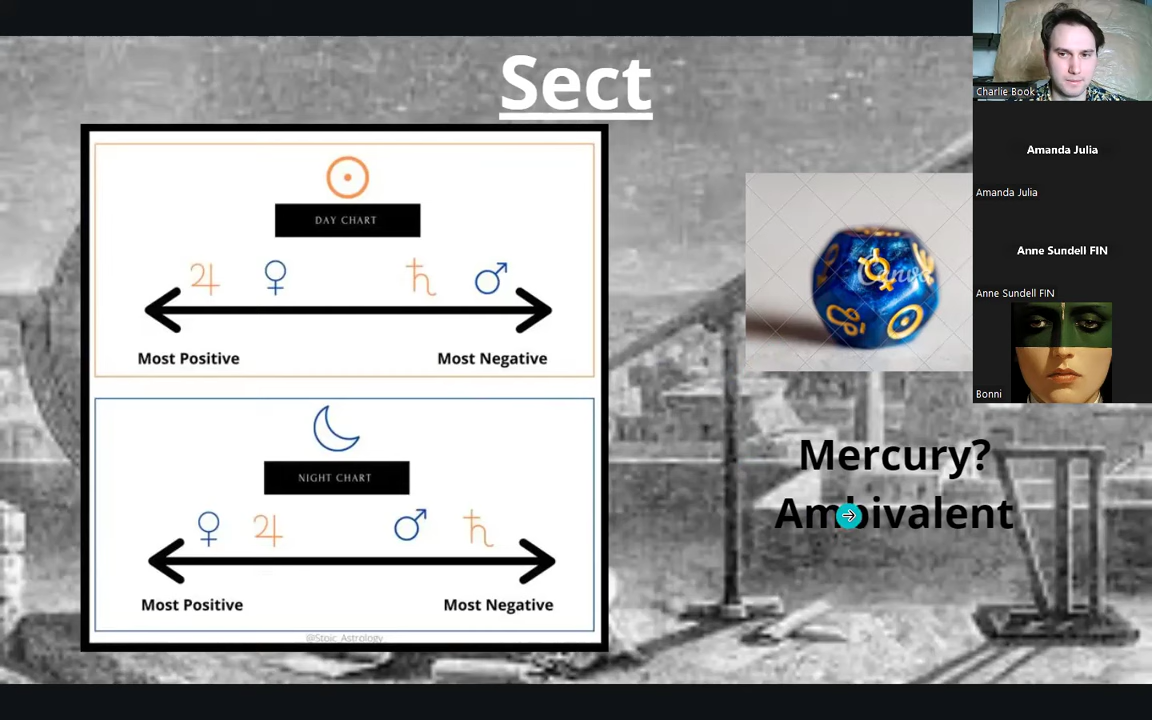 Sect
DAY CHART
♃ ♀ ♄ ♂
Most Positive Most Negative
NIGHT CHART
♀ ♃ ♂ ♄
Most Positive Most Negative
@Stoic_Astrology
Canva
Mercury?
Ambivalent
Charlie Book
Amanda Julia
Amanda Julia
Anne Sundell FIN
Anne Sundell FIN
Bonni